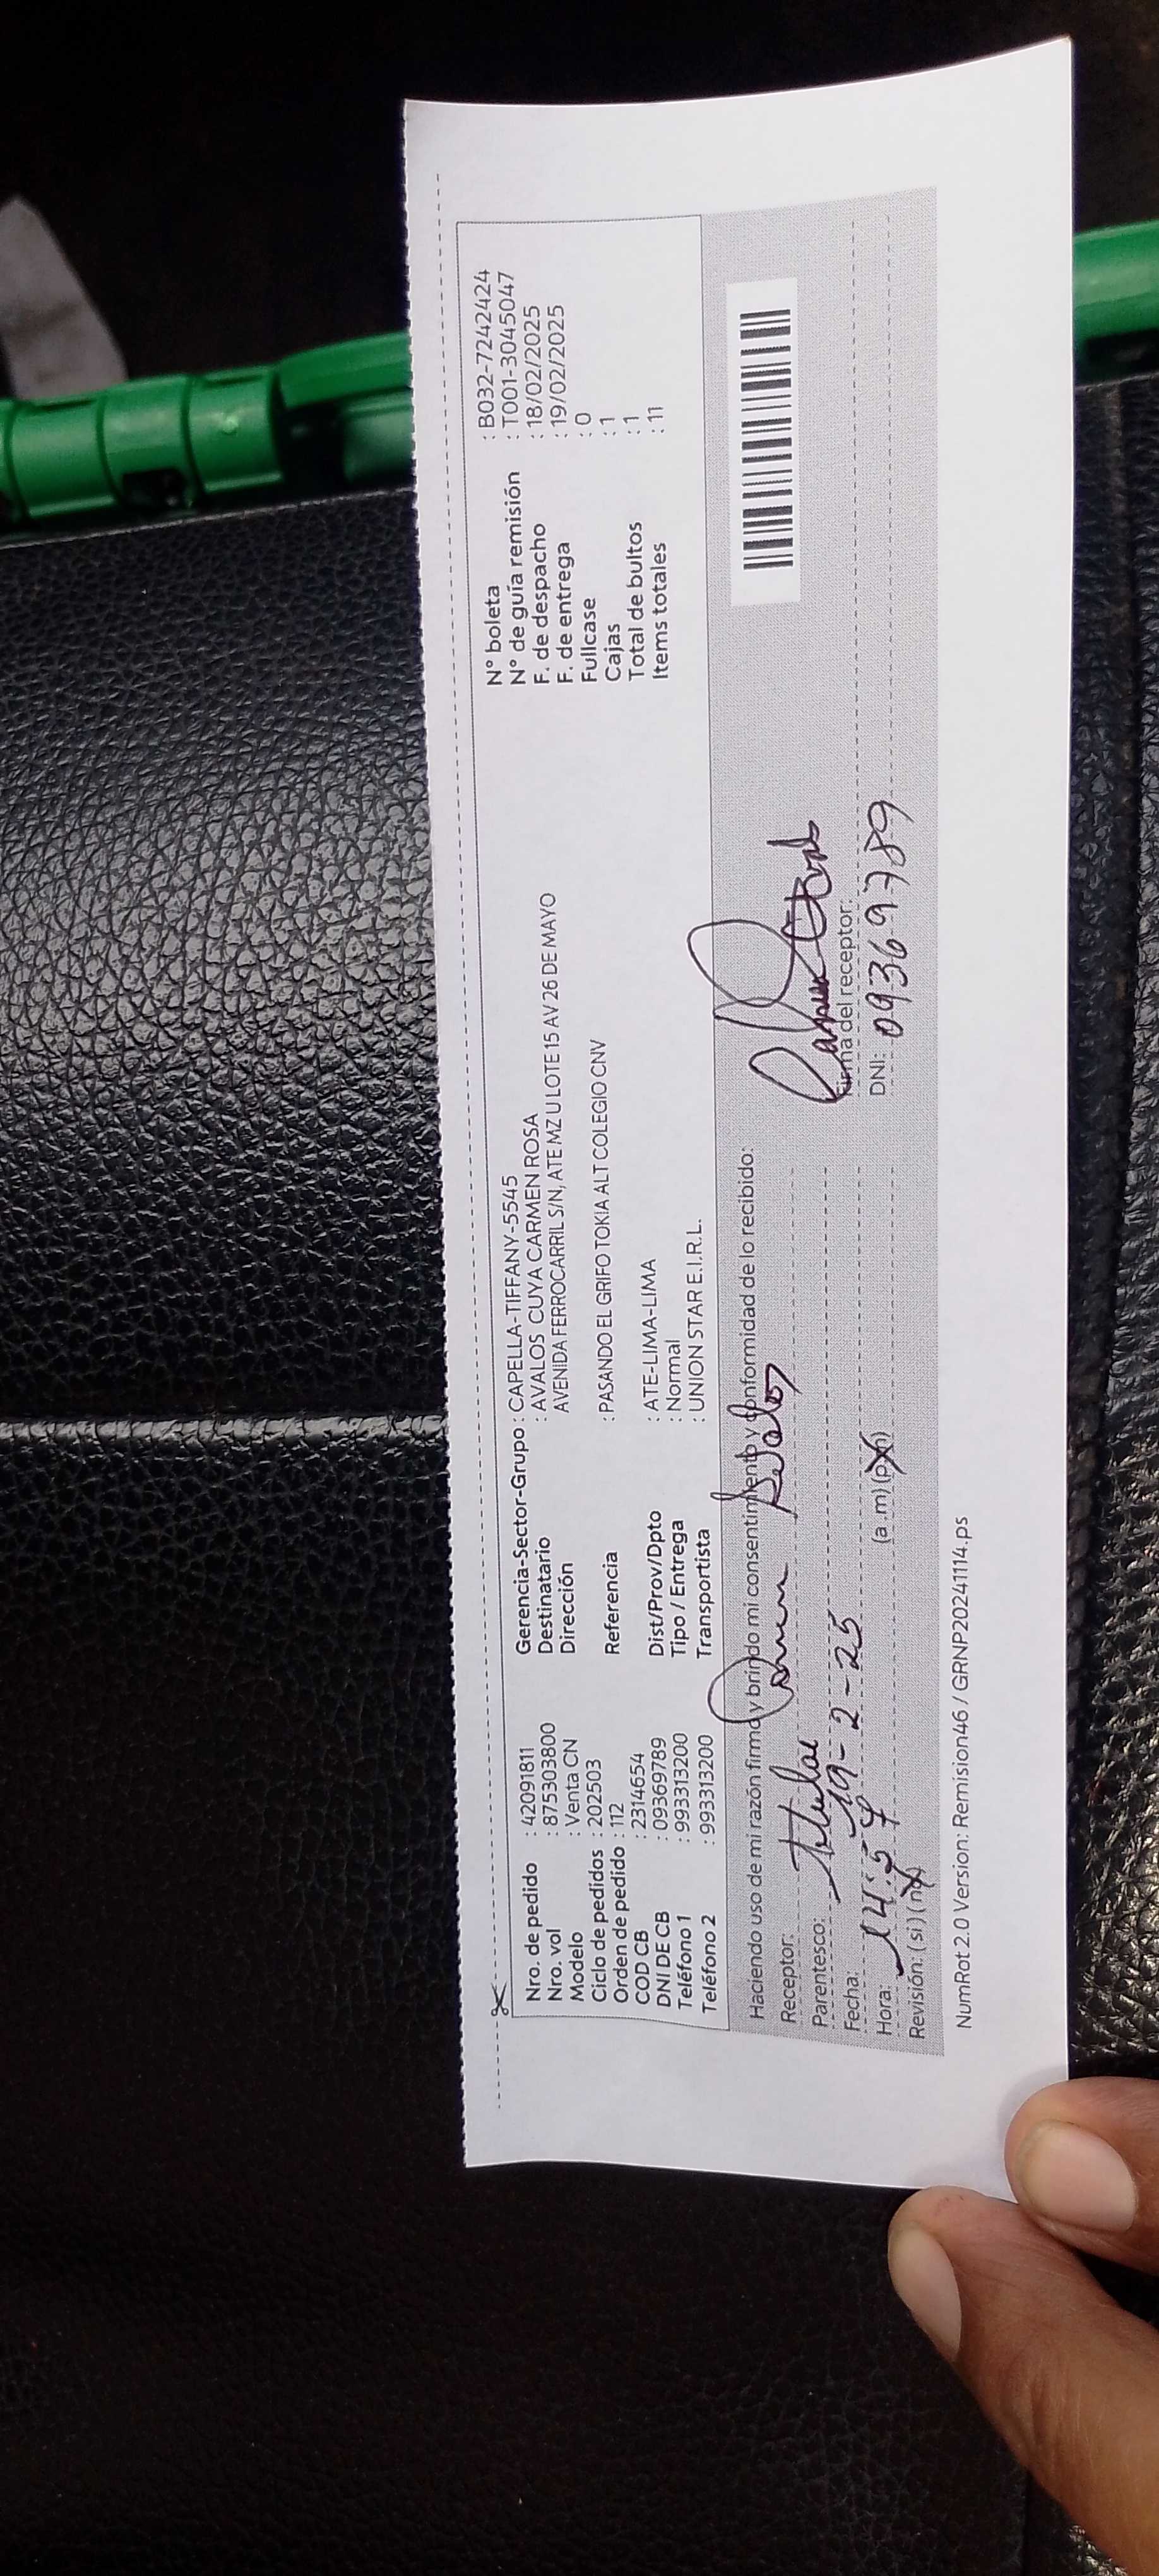 Nro. de pedido : 42091811
Nro. vol : 875303800
Modelo : Venta CN
Ciclo de pedidos : 202503
Orden de pedido : 112
COD CB : 2314654
DNI DE CB : 09369789
Teléfono 1 : 993313200
Teléfono 2 : 993313200
Gerencia-Sector-Grupo : CAPELLA-TIFFANY-5545
Destinatario : AVALOS CUYA CARMEN ROSA
Dirección AVENIDA FERROCARRIL S/N, ATE MZ U LOTE 15 AV 26 DE MAYO
Referencia : PASANDO EL GRIFO TOKIA ALT COLEGIO CNV
Dist/Prov/Dpto : ATE-LIMA-LIMA
Tipo / Entrega : Normal
Transportista : UNION STAR E.I.R.L.
N° boleta : B032-7242424
N° de guía remisión : T001-3045047
F. de despacho : 18/02/2025
F. de entrega : 19/02/2025
Fullcase : 0
Cajas : 1
Total de bultos : 1
Items totales : 11
Haciendo uso de mi razón firmo y brindo mi consentimiento y conformidad de lo recibido:
Receptor: Carmen Avalos
Parentesco: titular
Fecha: 19-2-25
Hora: 14:57 (a.m) (p.m)
Revisión: (si) (no)
Firma del receptor:
DNI: 09369789
NumRot 2.0 Version: Remision46 / GRNP20241114.ps